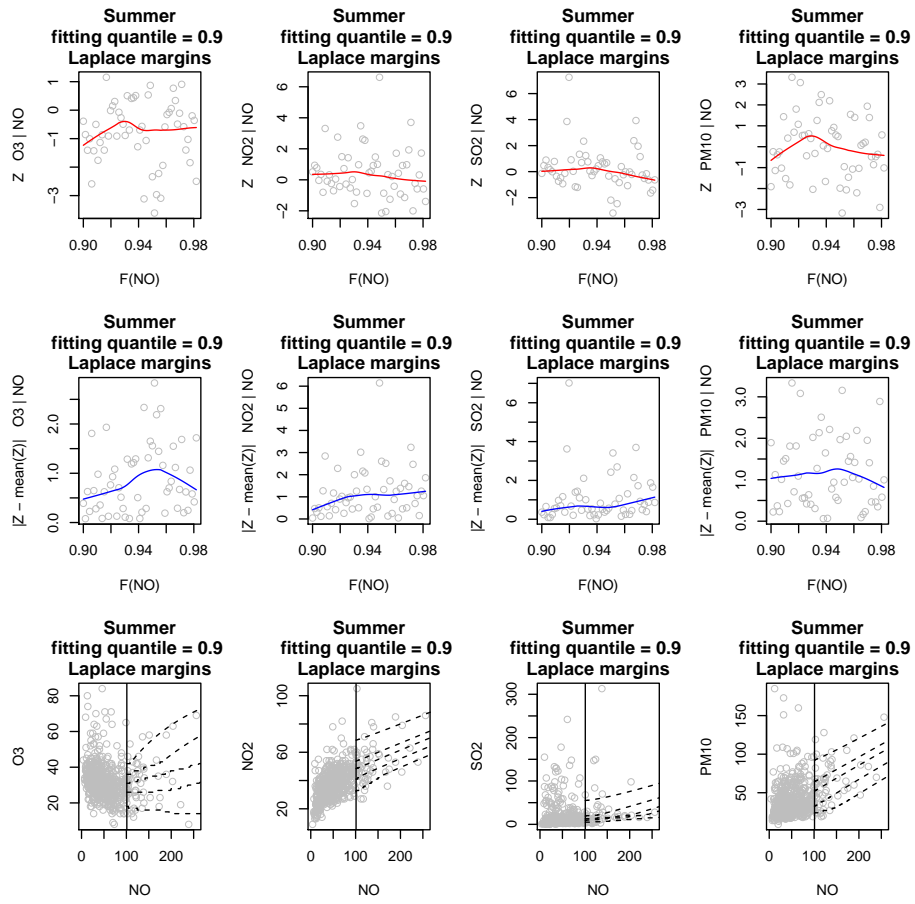 Summer
fitting quantile = 0.9
Laplace margins
Z O3 | NO
1
0
−1
−3
0.90 0.94 0.98
F(NO)
Summer
fitting quantile = 0.9
Laplace margins
Z NO2 | NO
6
4
2
0
−2
0.90 0.94 0.98
F(NO)
Summer
fitting quantile = 0.9
Laplace margins
Z SO2 | NO
6
4
2
0
−2
0.90 0.94 0.98
F(NO)
Summer
fitting quantile = 0.9
Laplace margins
Z PM10 | NO
3
2
1
−1
−3
0.90 0.94 0.98
F(NO)
Summer
fitting quantile = 0.9
Laplace margins
|Z − mean(Z)| O3 | NO
2.0
1.0
0.0
0.90 0.94 0.98
F(NO)
Summer
fitting quantile = 0.9
Laplace margins
|Z − mean(Z)| NO2 | NO
6
5
4
3
2
1
0
0.90 0.94 0.98
F(NO)
Summer
fitting quantile = 0.9
Laplace margins
|Z − mean(Z)| SO2 | NO
6
4
2
0
0.90 0.94 0.98
F(NO)
Summer
fitting quantile = 0.9
Laplace margins
|Z − mean(Z)| PM10 | NO
3.0
2.0
1.0
0.0
0.90 0.94 0.98
F(NO)
Summer
fitting quantile = 0.9
Laplace margins
O3
80
60
40
20
0 100 200
NO
Summer
fitting quantile = 0.9
Laplace margins
NO2
100
60
20
0 100 200
NO
Summer
fitting quantile = 0.9
Laplace margins
SO2
300
200
100
0
0 100 200
NO
Summer
fitting quantile = 0.9
Laplace margins
PM10
150
100
50
0 100 200
NO